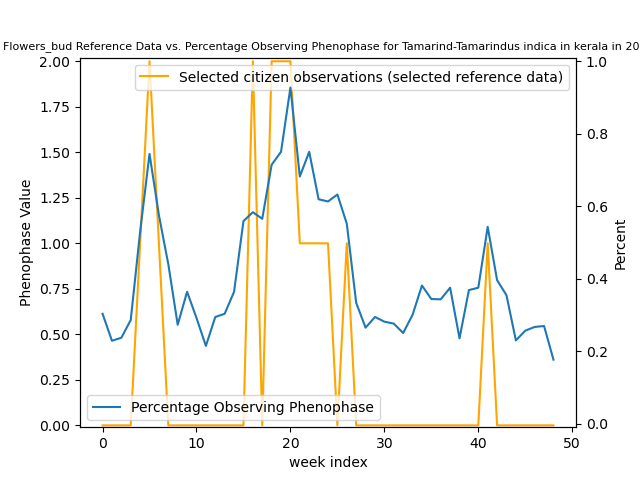 Flowers_bud Reference Data vs. Percentage Observing Phenophase for Tamarind-Tamarindus indica in kerala in 20
Selected citizen observations (selected reference data)
2.00
1.75
1.50
1.25
1.00
0.75
0.50
0.25
0.00
Phenophase Value
1.0
0.8
0.6
0.4
0.2
0.0
Percent
Percentage Observing Phenophase
0 10 20 30 40 50
week index